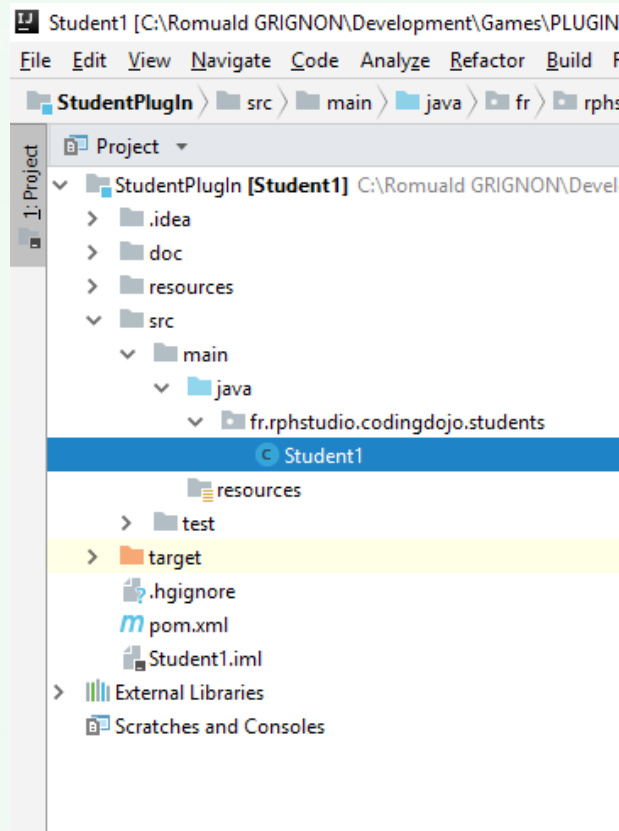 Student1 [C:\Romuald GRIGNON\Development\Games\PLUGIN
File Edit View Navigate Code Analyze Refactor Build
StudentPlugIn src main java fr rphs
1: Project
Project
StudentPlugIn [Student1] C:\Romuald GRIGNON\Devel
.idea
doc
resources
src
main
java
fr.rphstudio.codingdojo.students
Student1
resources
test
target
.hgignore
pom.xml
Student1.iml
External Libraries
Scratches and Consoles